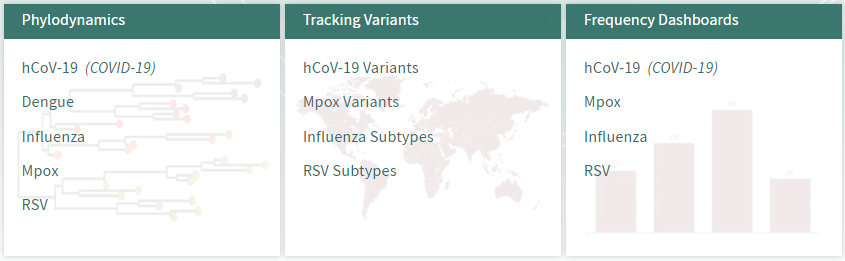 Phylodynamics
hCoV-19 (COVID-19)
Dengue
Influenza
Mpox
RSV
Tracking Variants
hCoV-19 Variants
Mpox Variants
Influenza Subtypes
RSV Subtypes
Frequency Dashboards
hCoV-19 (COVID-19)
Mpox
Influenza
RSV